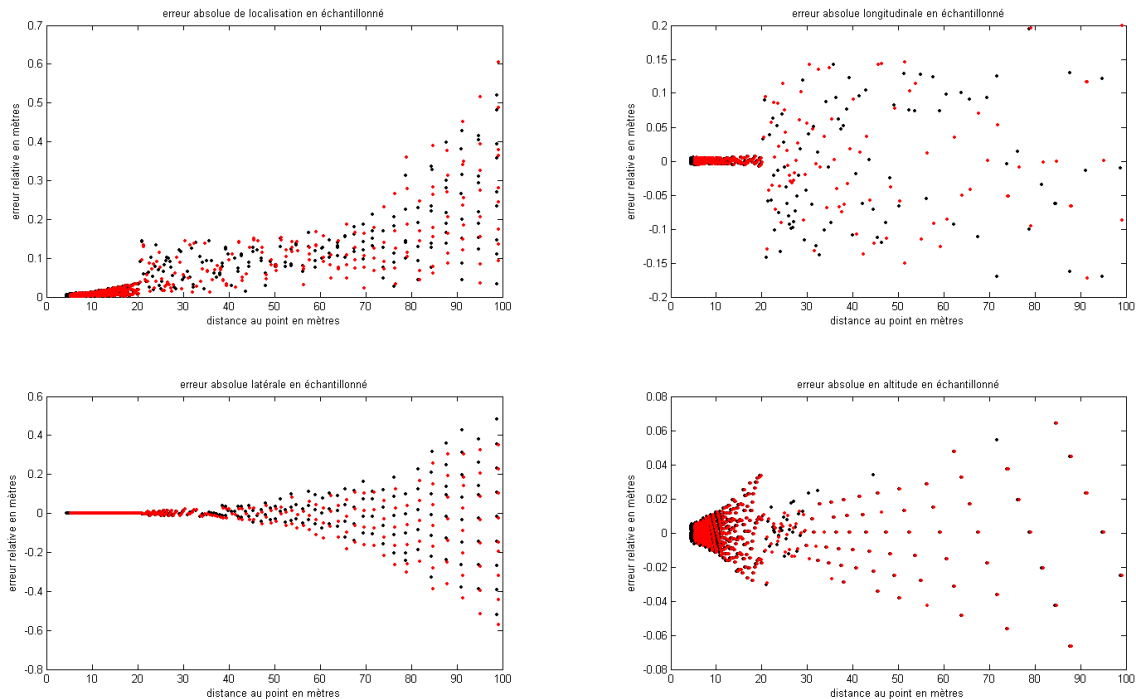 erreur absolue de localisation en échantillonné
erreur relative en mètres
0.7
0.6
0.5
0.4
0.3
0.2
0.1
0
0 10 20 30 40 50 60 70 80 90 100
distance au point en mètres
erreur absolue longitudinale en échantillonné
erreur relative en mètres
0.2
0.15
0.1
0.05
0
-0.05
-0.1
-0.15
-0.2
0 10 20 30 40 50 60 70 80 90 100
distance au point en mètres
erreur absolue latérale en échantillonné
erreur relative en mètres
0.6
0.4
0.2
0
-0.2
-0.4
-0.6
-0.8
0 10 20 30 40 50 60 70 80 90 100
distance au point en mètres
erreur absolue en altitude en échantillonné
erreur relative en mètres
0.08
0.06
0.04
0.02
0
-0.02
-0.04
-0.06
-0.08
0 10 20 30 40 50 60 70 80 90 100
distance au point en mètres